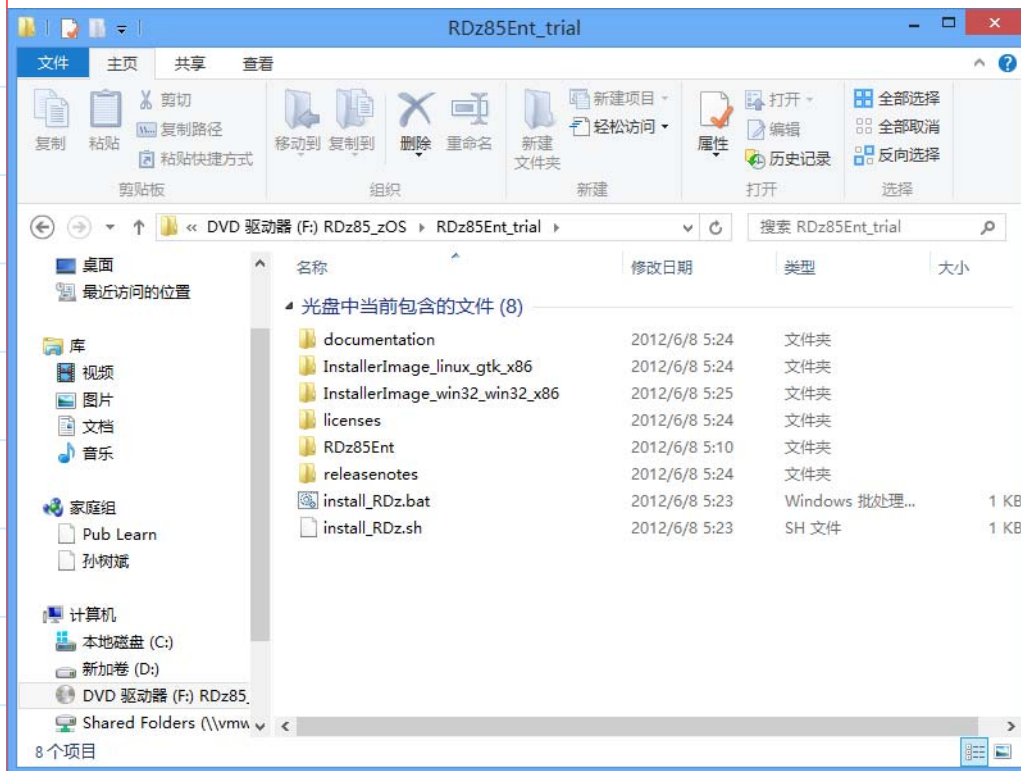 RDz85Ent_trial
文件 主页 共享 查看
复制
粘贴
剪切
复制路径
粘贴快捷方式
剪贴板
移动到 复制到 删除 重命名
组织
新建
文件夹
新建项目
轻松访问
新建
属性
打开
编辑
历史记录
打开
全部选择
全部取消
反向选择
选择
« DVD 驱动器 (F:) RDz85_zOS RDz85Ent_trial
搜索 RDz85Ent_trial
桌面
最近访问的位置
库
视频
图片
文档
音乐
家庭组
Pub Learn
孙树斌
计算机
本地磁盘 (C:)
新加卷 (D:)
DVD 驱动器 (F:) RDz85_
Shared Folders (\\vmw
名称 修改日期 类型 大小
光盘中当前包含的文件 (8)
documentation 2012/6/8 5:24 文件夹
InstallerImage_linux_gtk_x86 2012/6/8 5:24 文件夹
InstallerImage_win32_win32_x86 2012/6/8 5:25 文件夹
licenses 2012/6/8 5:24 文件夹
RDz85Ent 2012/6/8 5:10 文件夹
releasenotes 2012/6/8 5:24 文件夹
install_RDz.bat 2012/6/8 5:23 Windows 批处理... 1 KB
install_RDz.sh 2012/6/8 5:23 SH 文件 1 KB
8 个项目